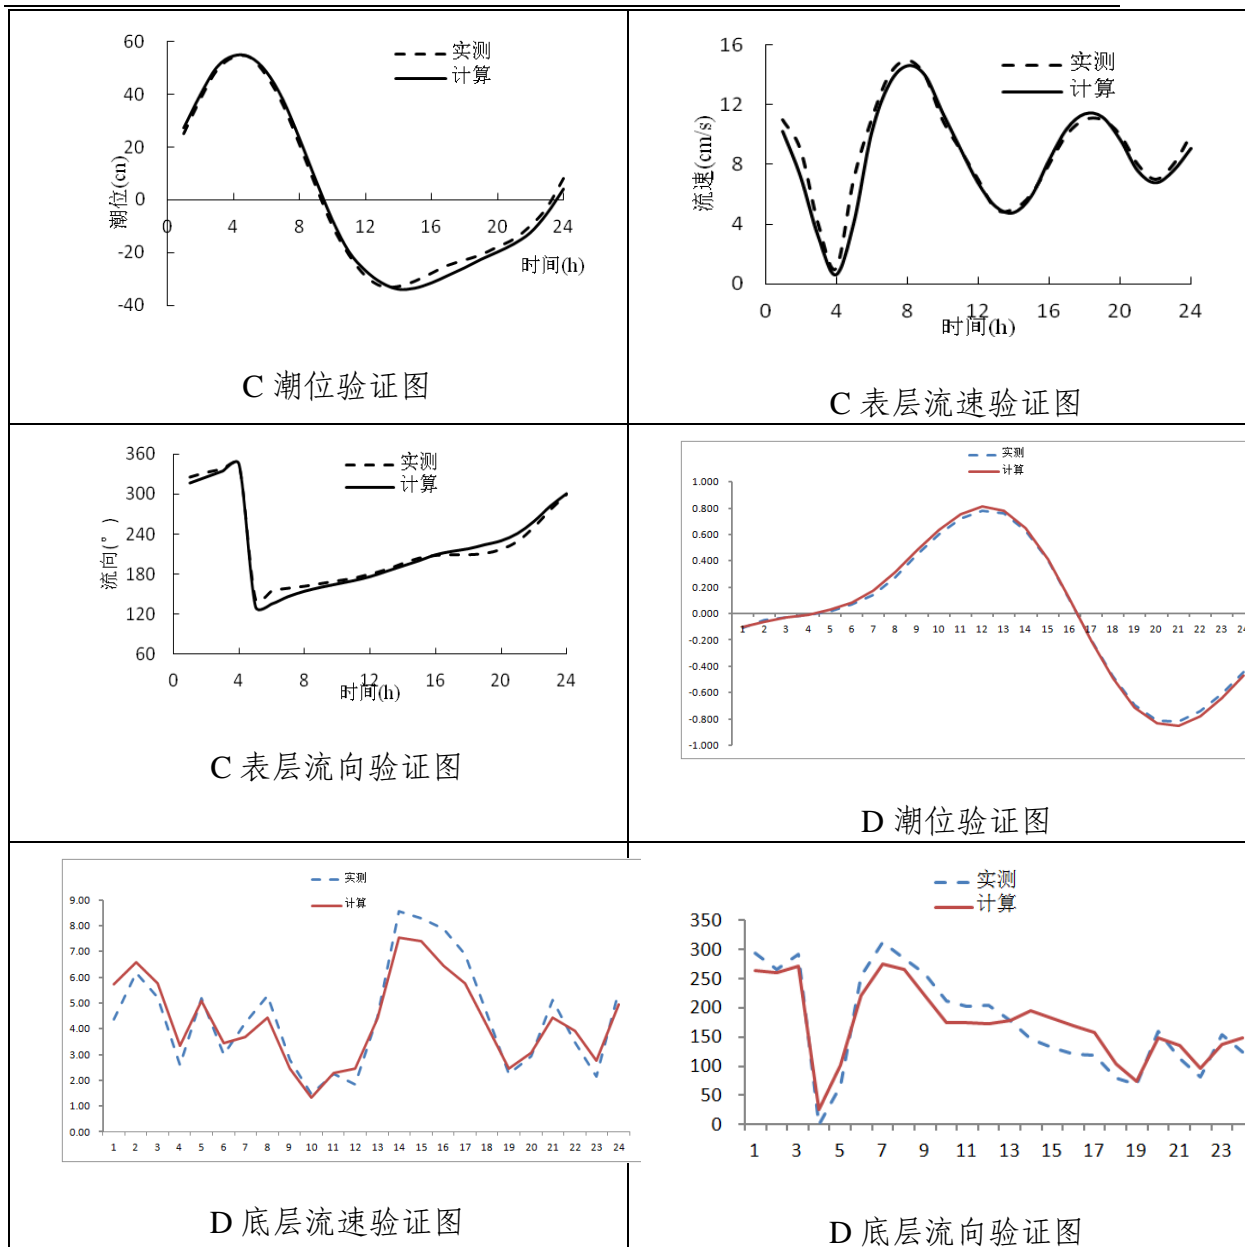 60
40
20
0
-20
-40
潮位(cn)
0
4
8
12
16
20
24
时间(h)
实测
计算
C 潮位验证图
16
12
8
4
0
流速(cm/s)
0
4
8
12
16
20
24
时间(h)
实测
计算
C 表层流速验证图
360
300
240
180
120
60
流向(°)
0
4
8
12
16
20
24
时间(h)
实测
计算
C 表层流向验证图
实测
计算
1.000
0.800
0.600
0.400
0.200
0.000
-0.200
-0.400
-0.600
-0.800
-1.000
1 2 3 4 5 6 7 8 9 10 11 12 13 14 15 16 17 18 19 20 21 22 23 24
D 潮位验证图
实测
计算
9.00
8.00
7.00
6.00
5.00
4.00
3.00
2.00
1.00
0.00
1 2 3 4 5 6 7 8 9 10 11 12 13 14 15 16 17 18 19 20 21 22 23 24
D 底层流速验证图
实测
计算
350
300
250
200
150
100
50
0
1 3 5 7 9 11 13 15 17 19 21 23
D 底层流向验证图